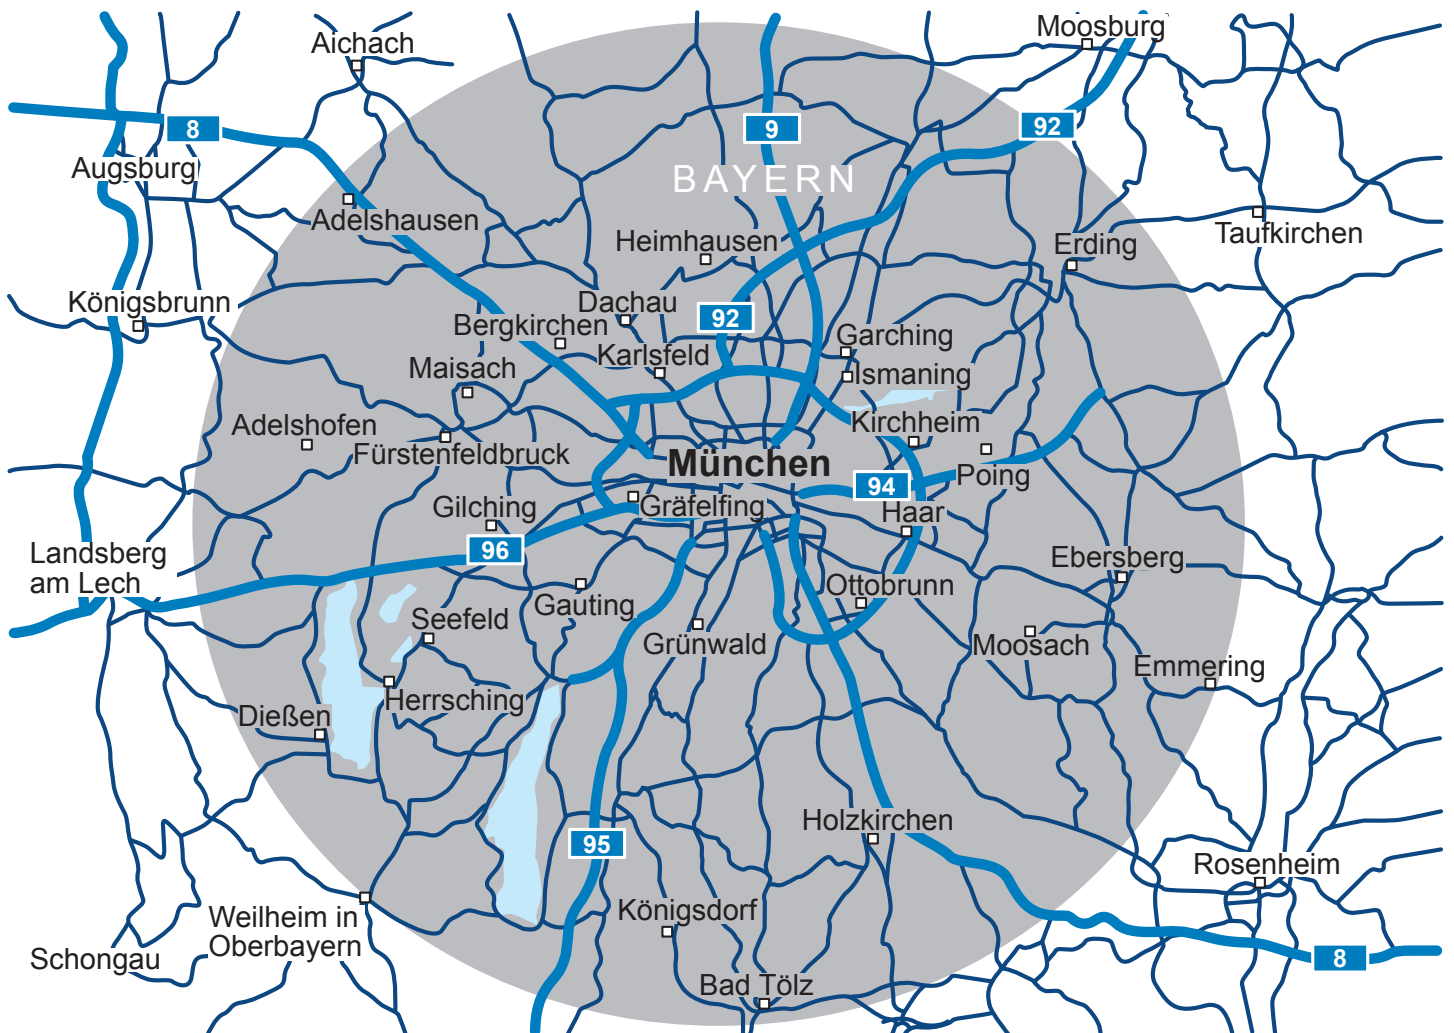 Moosburg
Aichach
8
9
92
Augsburg
BAYERN
Adelshausen
Heimhausen
Erding
Taufkirchen
Königsbrunn
Dachau
92
Bergkirchen
Garching
Karlsfeld
Maisach
Ismaning
Adelshofen
Kirchheim
Fürstenfeldbruck
München
Poing
94
Gilching
Gräfelfing
Haar
96
Landsberg
am Lech
Ebersberg
Ottobrunn
Gauting
Seefeld
Grünwald
Moosach
Emmering
Herrsching
Dießen
Holzkirchen
95
Rosenheim
Königsdorf
Weilheim in
Oberbayern
Schongau
8
Bad Tölz